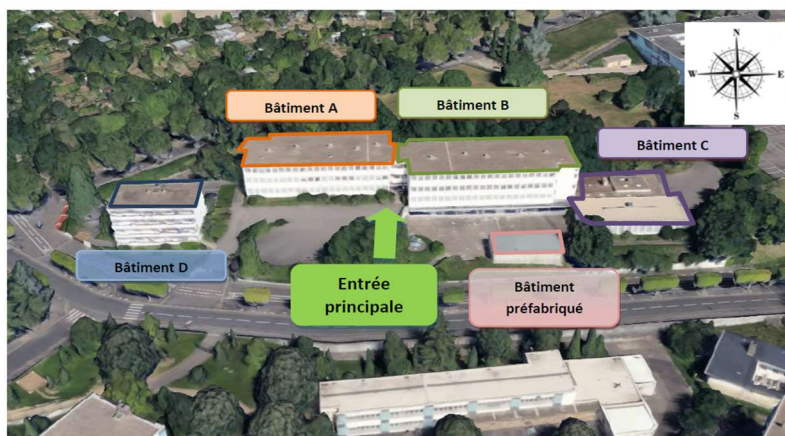 N
W E
S
Bâtiment A
Bâtiment B
Bâtiment C
Bâtiment D
Entrée
principale
Bâtiment
préfabriqué